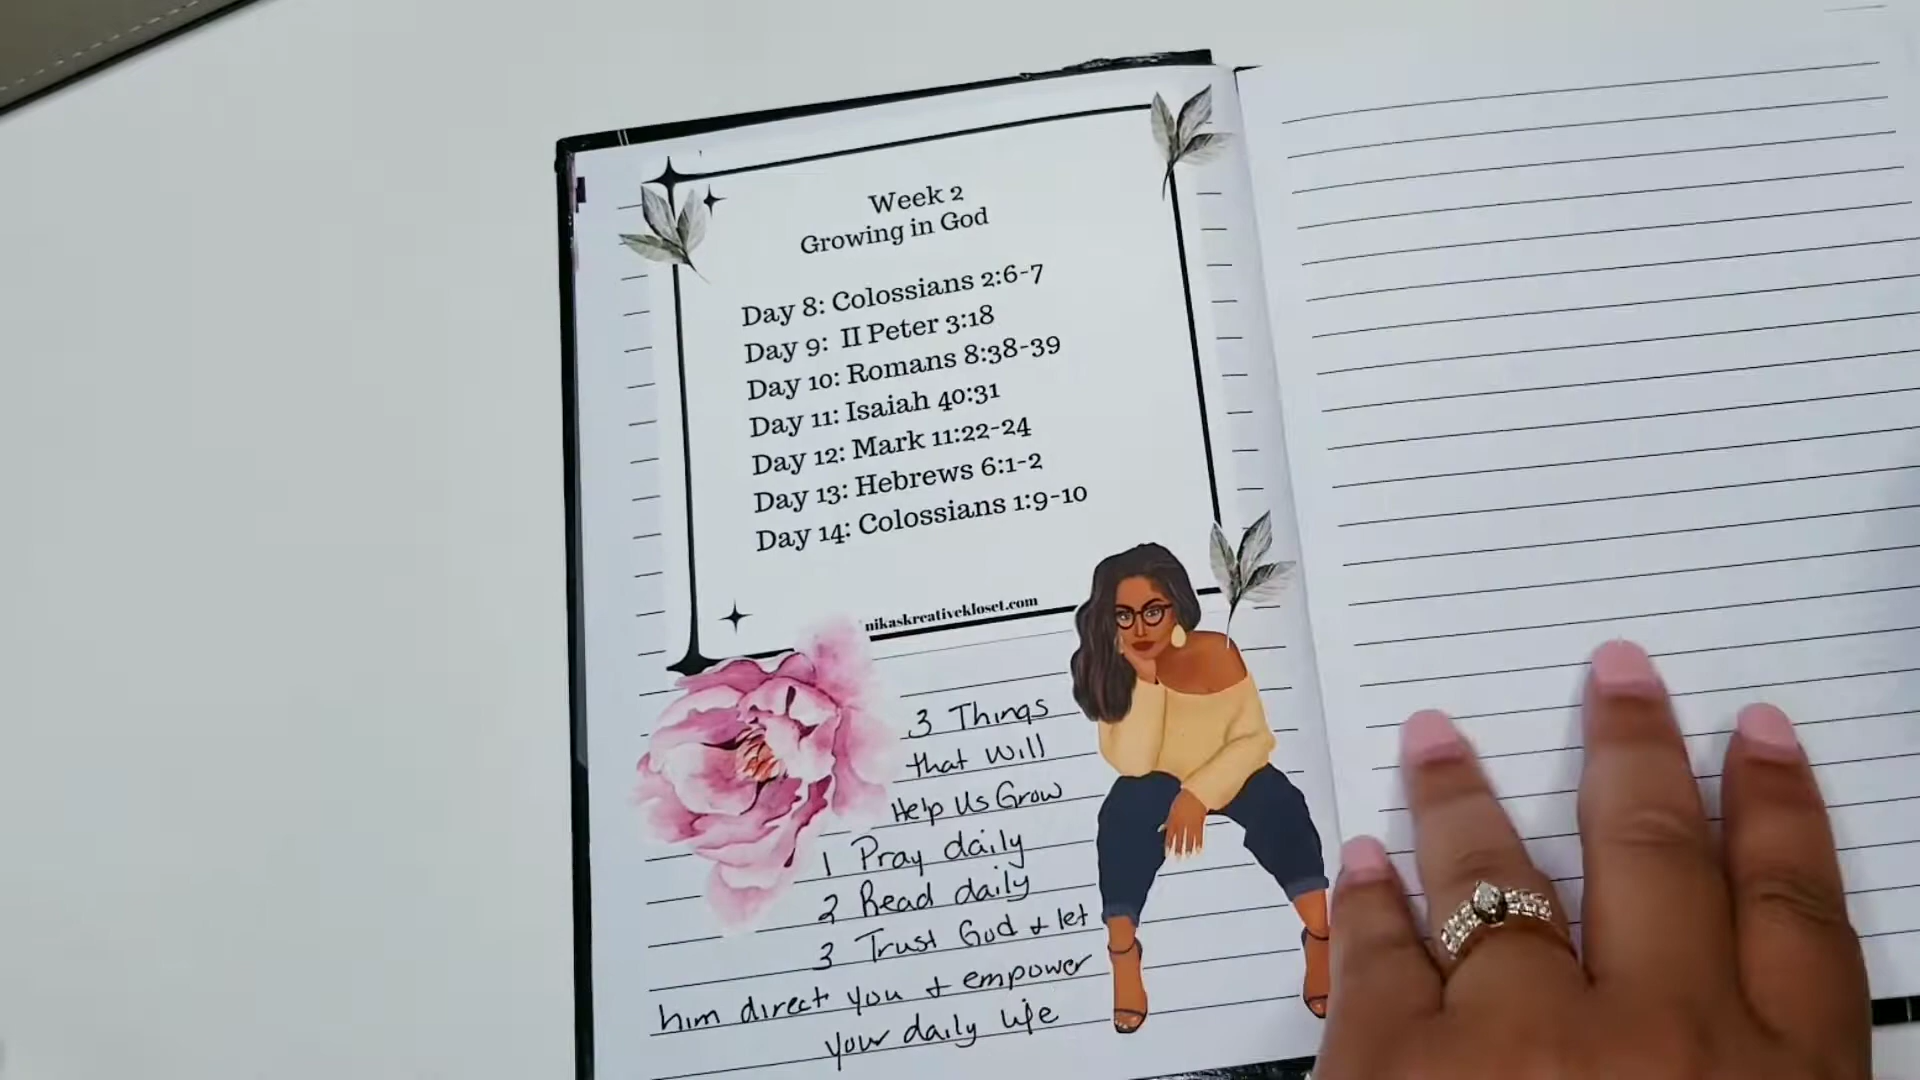 Week 2
Growing in God
Day 8: Colossians 2:6-7
Day 9: II Peter 3:18
Day 10: Romans 8:38-39
Day 11: Isaiah 40:31
Day 12: Mark 11:22-24
Day 13: Hebrews 6:1-2
Day 14: Colossians 1:9-10
nikaskreativekloset.com
3 Things
that will
Help Us Grow
1 Pray daily
2 Read daily
3 Trust God & let
him direct you & empower
your daily life